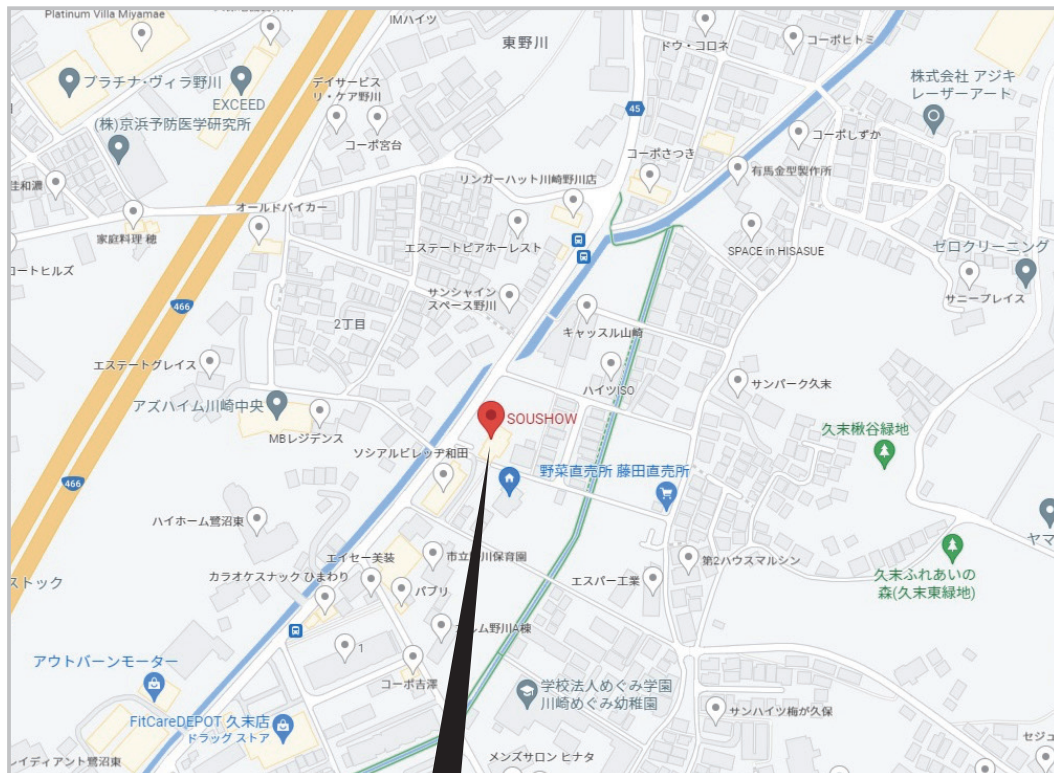 Platinum Villa Miyamae
プラチナ・ヴィラ野川
EXCEED
(株)京浜予防医学研究所
佳和濃
家庭料理 穂
オールドバイカー
コートヒルズ
IMハイツ
デイサービス
リ・ケア野川
コーポ宮台
東野川
リンガーハット川崎野川店
エステートピアホーレスト
サンシャイン
スペース野川
45
ドゥ・コロネ
コーポヒトミ
コーポさつき
株式会社 アジキ
レーザーアート
コーポしずか
有馬金型製作所
SPACE in HISASUE
ゼロクリーニング
サニープレイス
466
2丁目
エステートグレイス
アズハイム川崎中央
MBレジデンス
キャッスル山崎
ハイツISO
サンパーク久末
SOUSHOW
ソシアルビレッヂ和田
野菜直売所 藤田直売所
久末楸谷緑地
466
ハイホーム鷺沼東
エイセー美装
カラオケスナック ひまわり
パブリ
川保育園
エスパー工業
第2ハウスマルシン
久末ふれあいの
森(久末東緑地)
ヤマ
ストック
ム野川A棟
1
コーポ吉澤
アウトバーンモーター
FitCareDEPOT 久末店
ドラッグ ストア
学校法人めぐみ学園
川崎めぐみ幼稚園
サンハイツ梅が久保
メンズサロン ヒナタ
レイディアント鷺沼東
セジュ